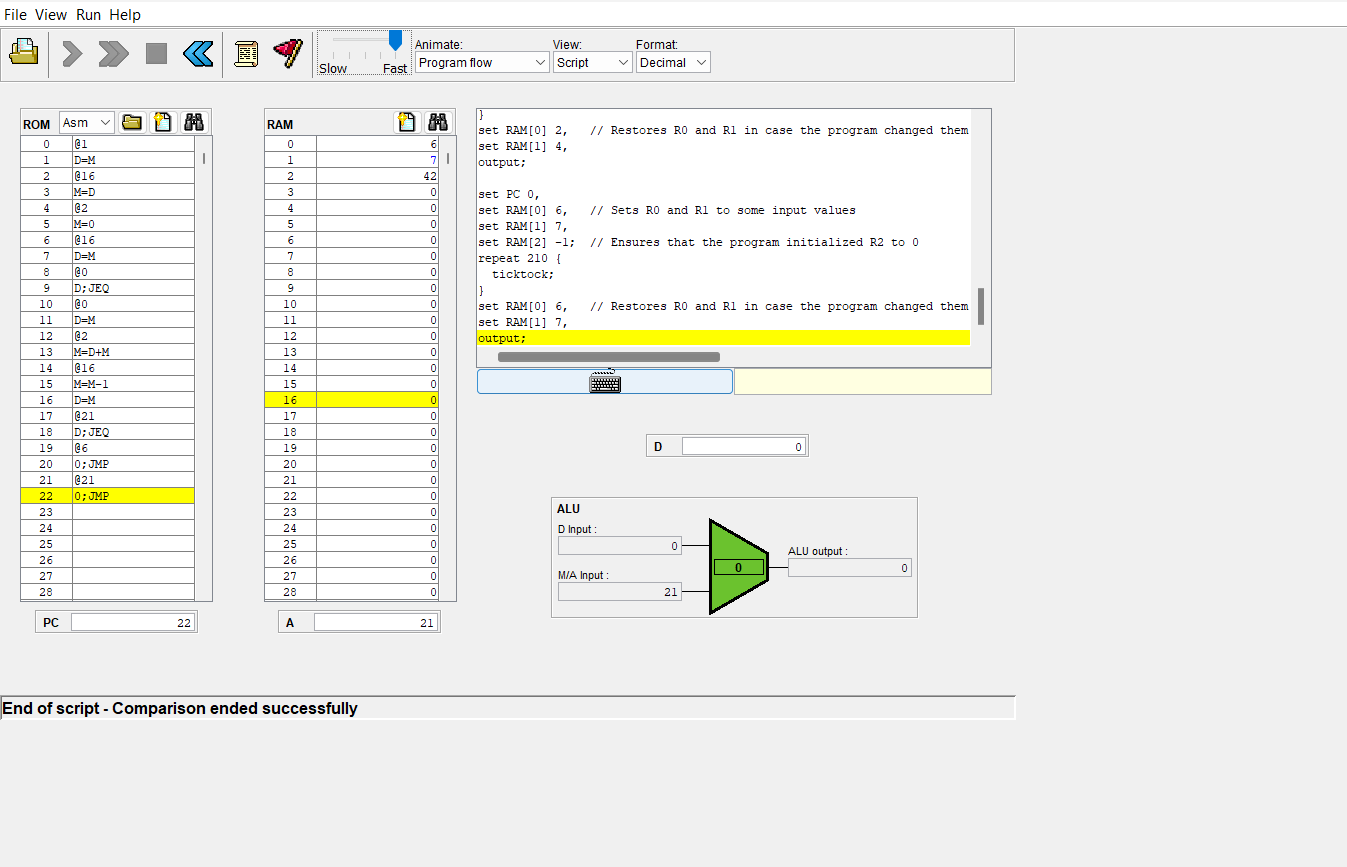 File View Run Help
Slow Fast
Animate: View: Format:
Program flow Script Decimal
ROM Asm
0 @1
1 D=M
2 @16
3 M=D
4 @2
5 M=0
6 @16
7 D=M
8 @0
9 D;JEQ
10 @0
11 D=M
12 @2
13 M=D+M
14 @16
15 M=M-1
16 D=M
17 @21
18 D;JEQ
19 @6
20 0;JMP
21 @21
22 0;JMP
23
24
25
26
27
28
PC 22
RAM
0 6
1 7
2 42
3 0
4 0
5 0
6 0
7 0
8 0
9 0
10 0
11 0
12 0
13 0
14 0
15 0
16 0
17 0
18 0
19 0
20 0
21 0
22 0
23 0
24 0
25 0
26 0
27 0
28 0
A 21
}
set RAM[0] 2,   // Restores R0 and R1 in case the program changed them
set RAM[1] 4,
output;
set PC 0,
set RAM[0] 6,   // Sets R0 and R1 to some input values
set RAM[1] 7,
set RAM[2] -1;  // Ensures that the program initialized R2 to 0
repeat 210 {
  ticktock;
}
set RAM[0] 6,   // Restores R0 and R1 in case the program changed them
set RAM[1] 7,
output;
D 0
ALU
D Input :
0
M/A Input :
21
0
ALU output :
0
End of script - Comparison ended successfully